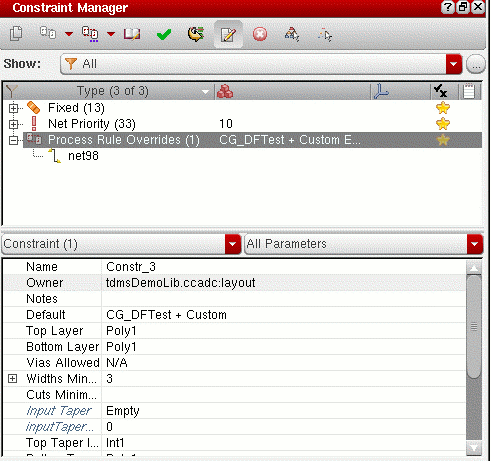 Constraint Manager
Show: All
Type (3 of 3)
Fixed (13)
Net Priority (33) 10
Process Rule Overrides (1) CG_DFTest + Custom E...
net98
Constraint (1) All Parameters
Name Constr_3
Owner tdmsDemoLib.ccadc:layout
Notes
Default CG_DFTest + Custom
Top Layer Poly1
Bottom Layer Poly1
Vias Allowed N/A
Widths Min... 3
Cuts Minim...
Input Taper Empty
inputTaper... 0
Top Taper l... Int1